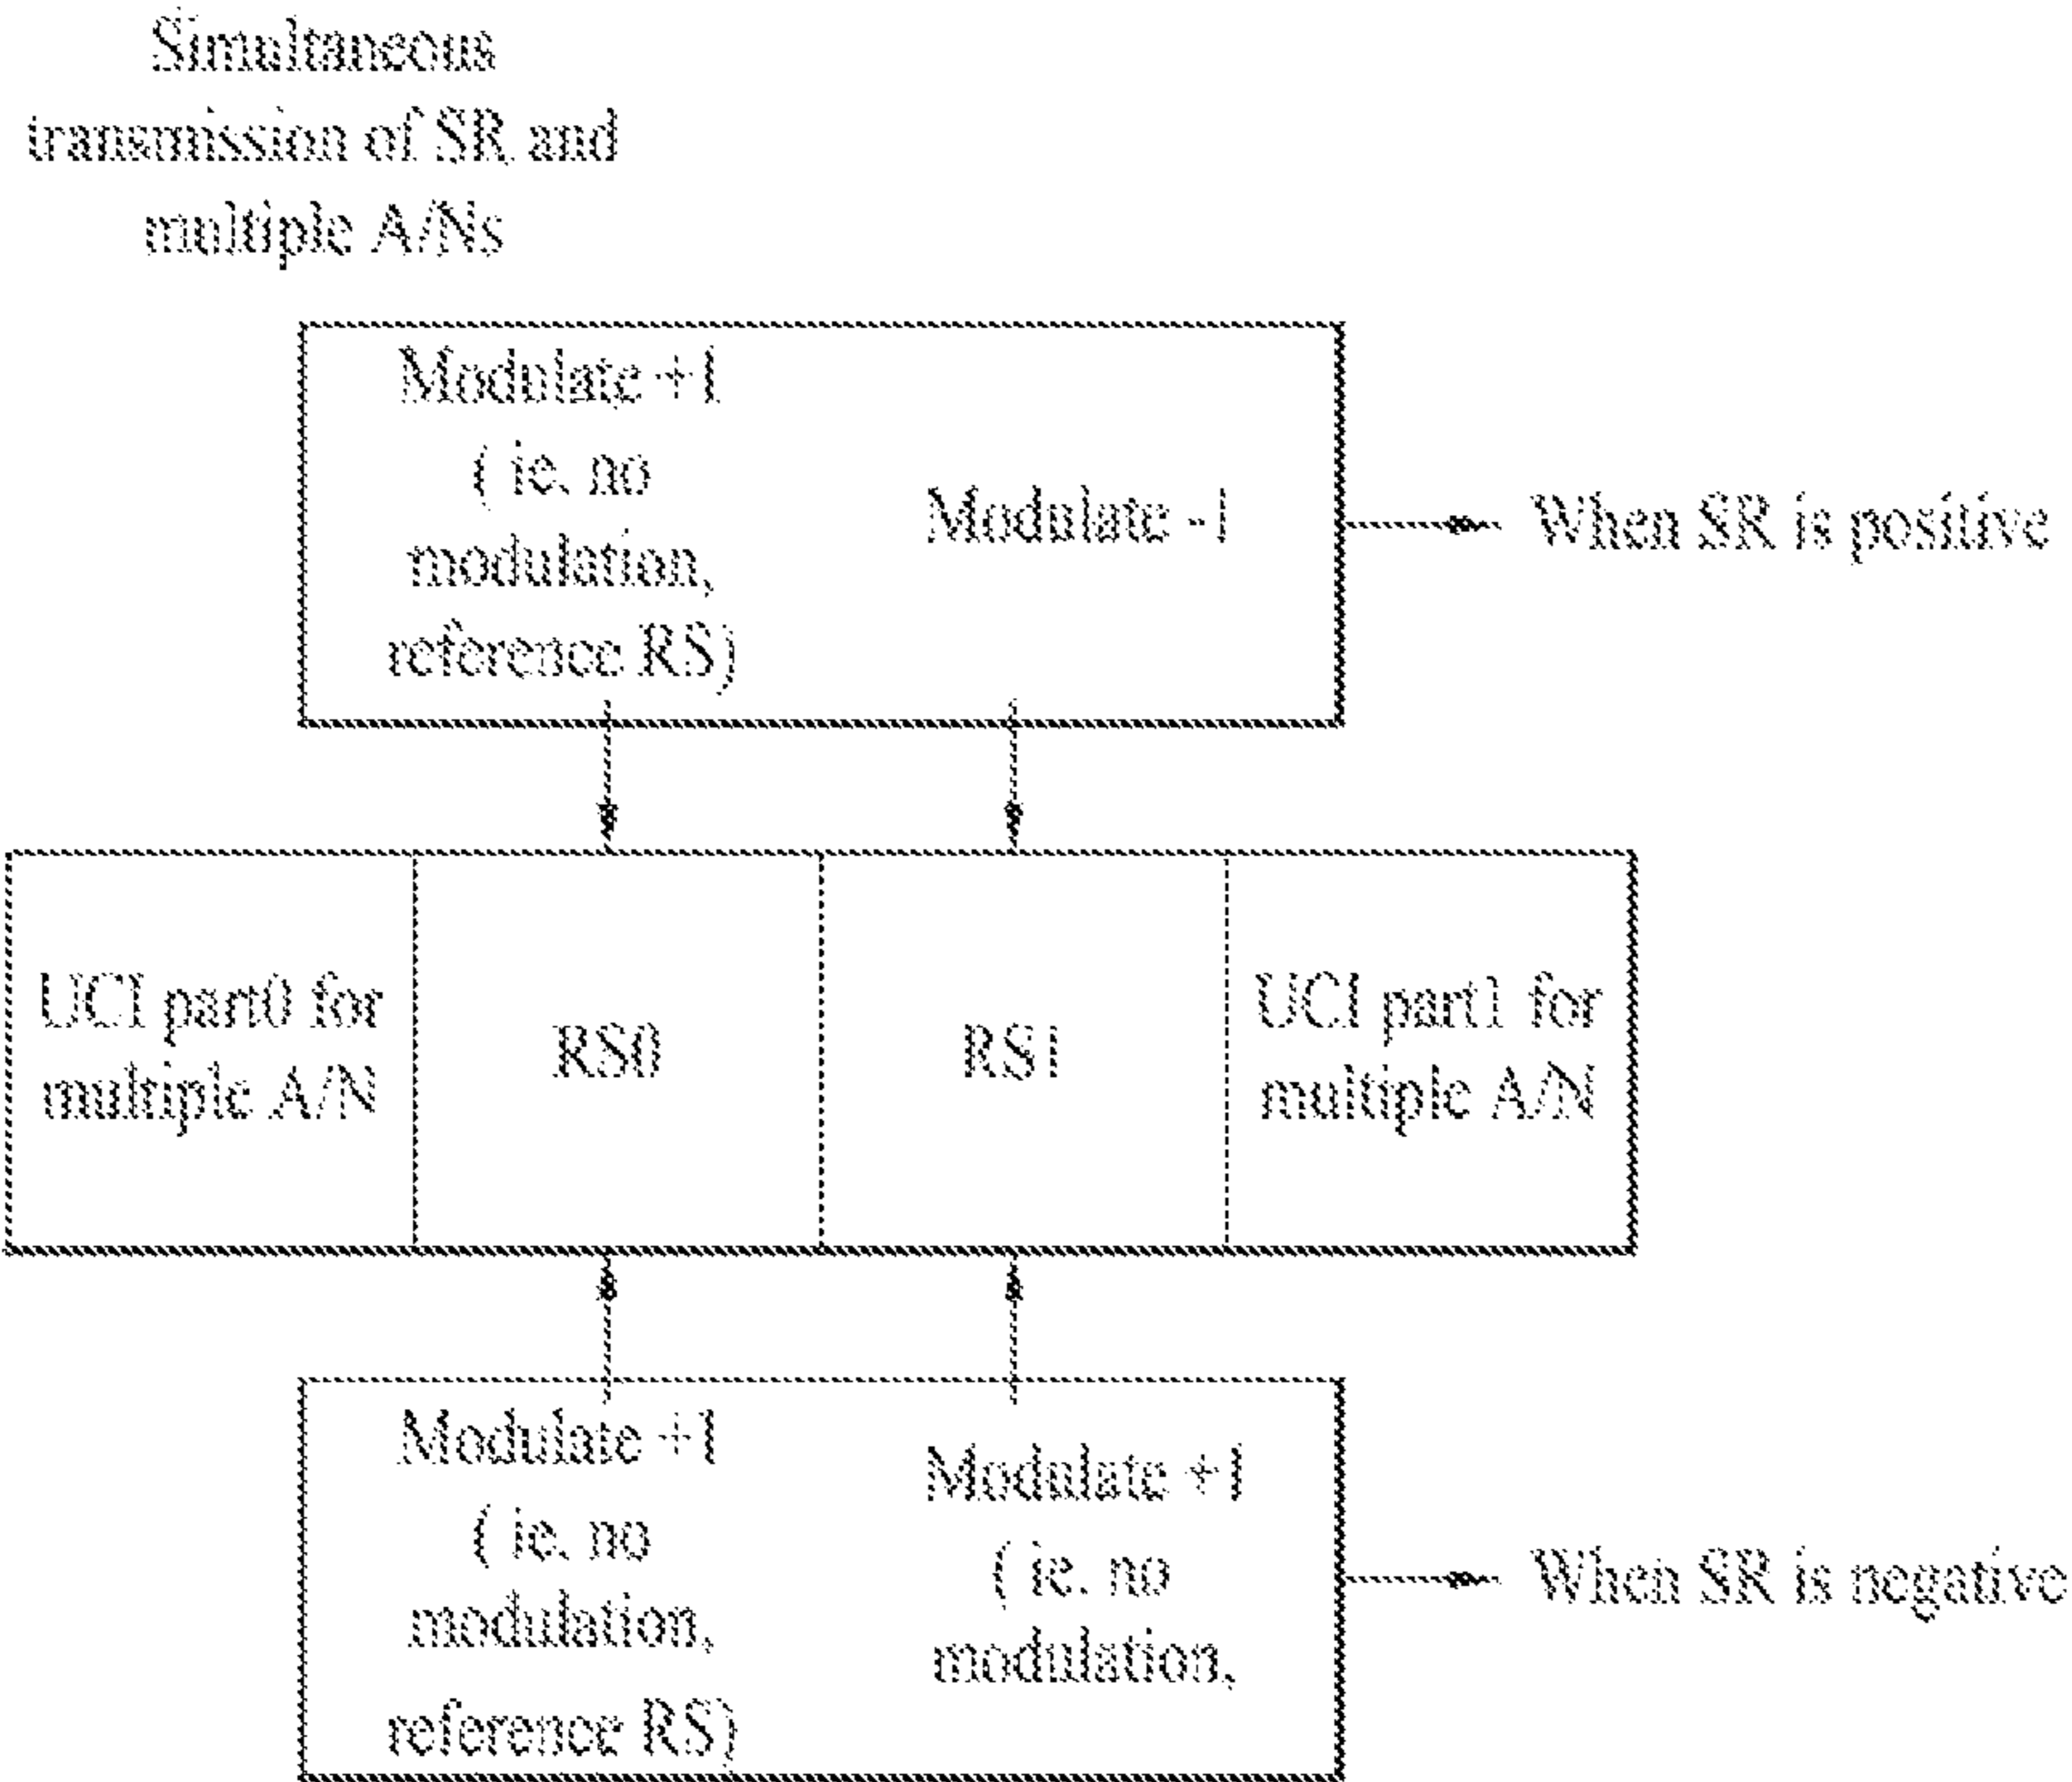 Simultaneous
transmission of SR and
multiple A/Ns
Modulate +1
( ie. no
modulation,
reference RS)
Modulate -1
When SR is positive
UCI part0 for
multiple A/N
RS0
RS1
UCI part1 for
multiple A/N
Modulate +1
( ie. no
modulation,
reference RS)
Modulate +1
( ie. no
modulation,
When SR is negative